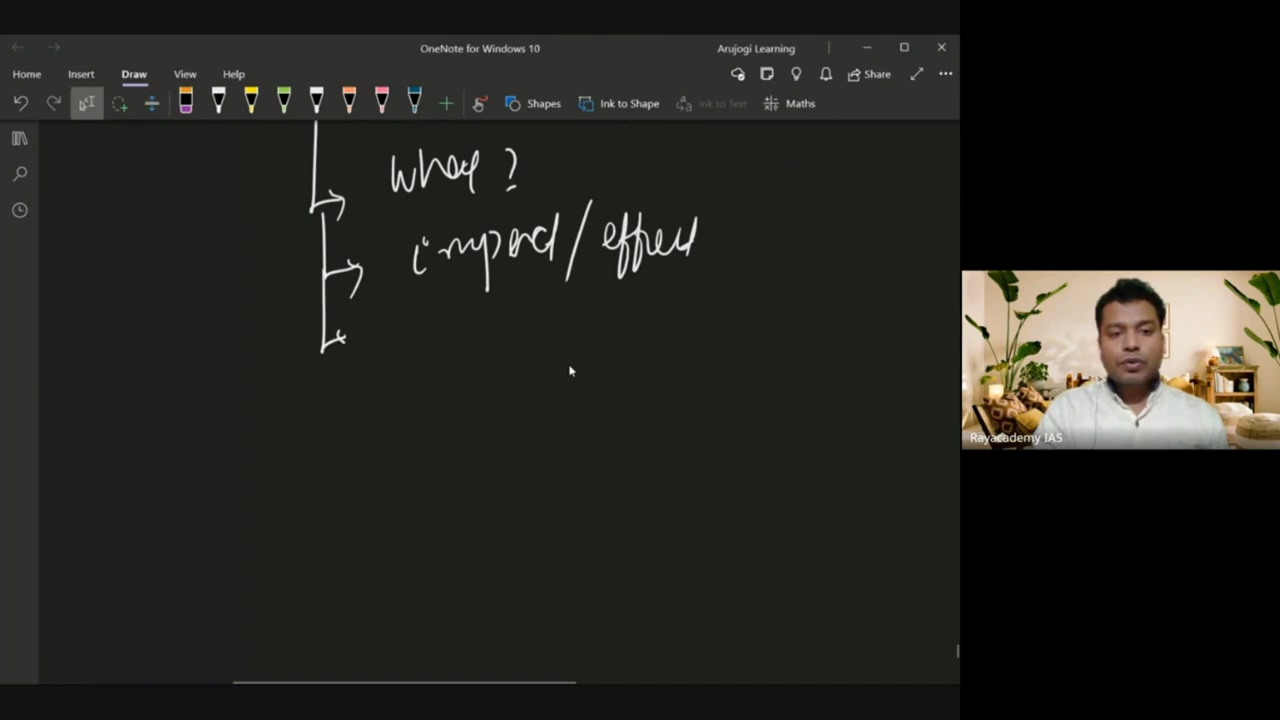 OneNote for Windows 10
Arujogi Learning
Home Insert Draw View Help
Share
Shapes Ink to Shape Ink to Text Maths
What ?
impact / effect
Rayacademy IAS